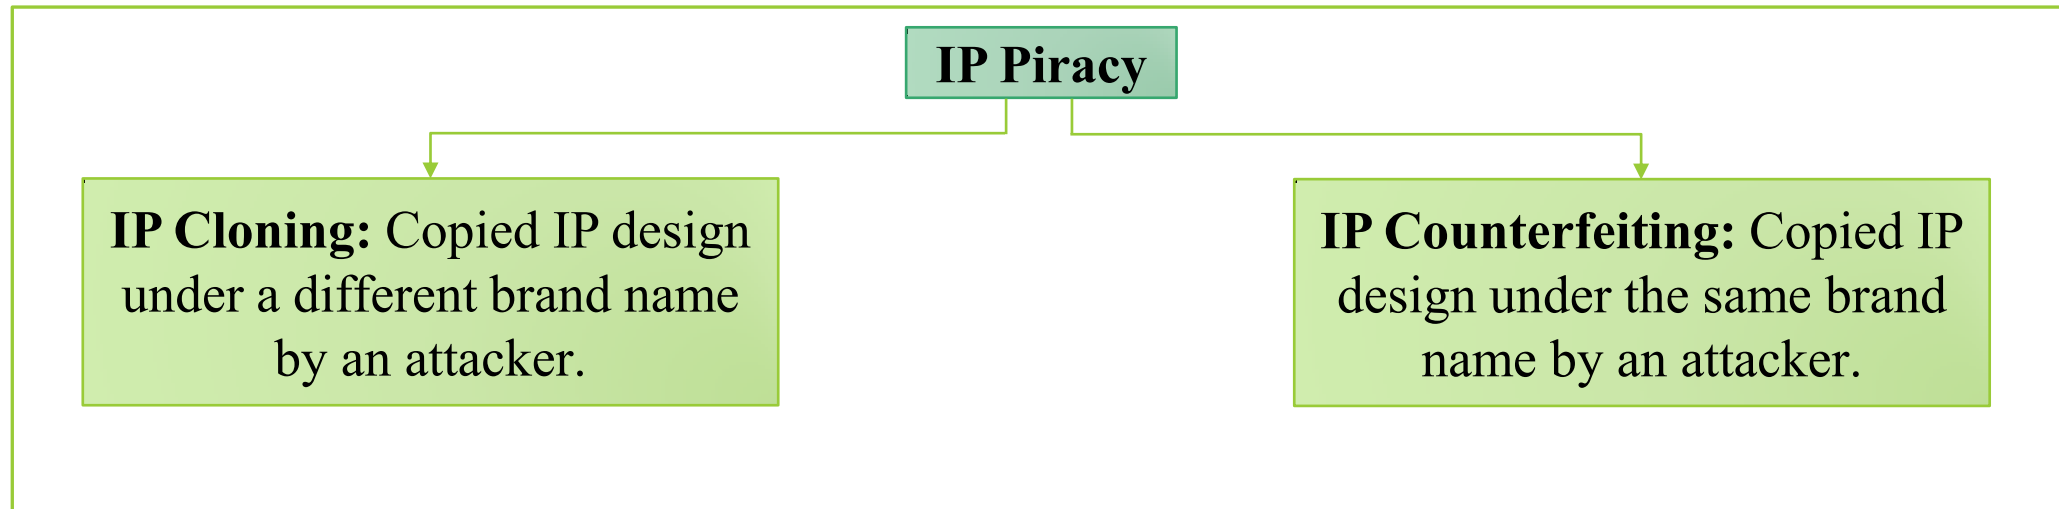 IP Piracy
IP Cloning: Copied IP design
under a different brand name
by an attacker.
IP Counterfeiting: Copied IP
design under the same brand
name by an attacker.